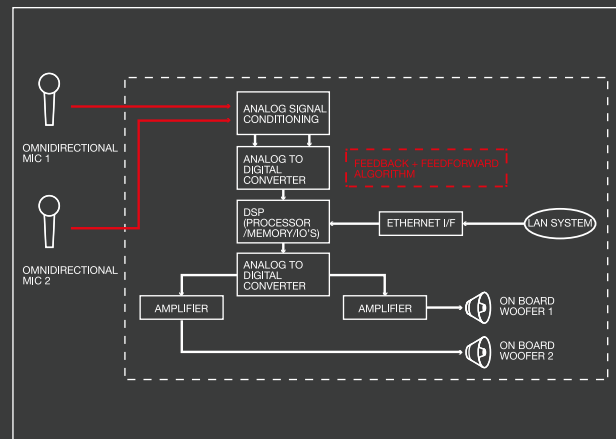 ANALOG SIGNAL
CONDITIONING
OMNIDIRECTIONAL
MIC 1
ANALOG TO
DIGITAL
CONVERTER
FEEDBACK + FEEDFORWARD
ALGORITHM
DSP
(PROCESSOR
/MEMORY/IO'S)
ETHERNET I/F
LAN SYSTEM
OMNIDIRECTIONAL
MIC 2
ANALOG TO
DIGITAL
CONVERTER
AMPLIFIER
AMPLIFIER
ON BOARD
WOOFER 1
ON BOARD
WOOFER 2